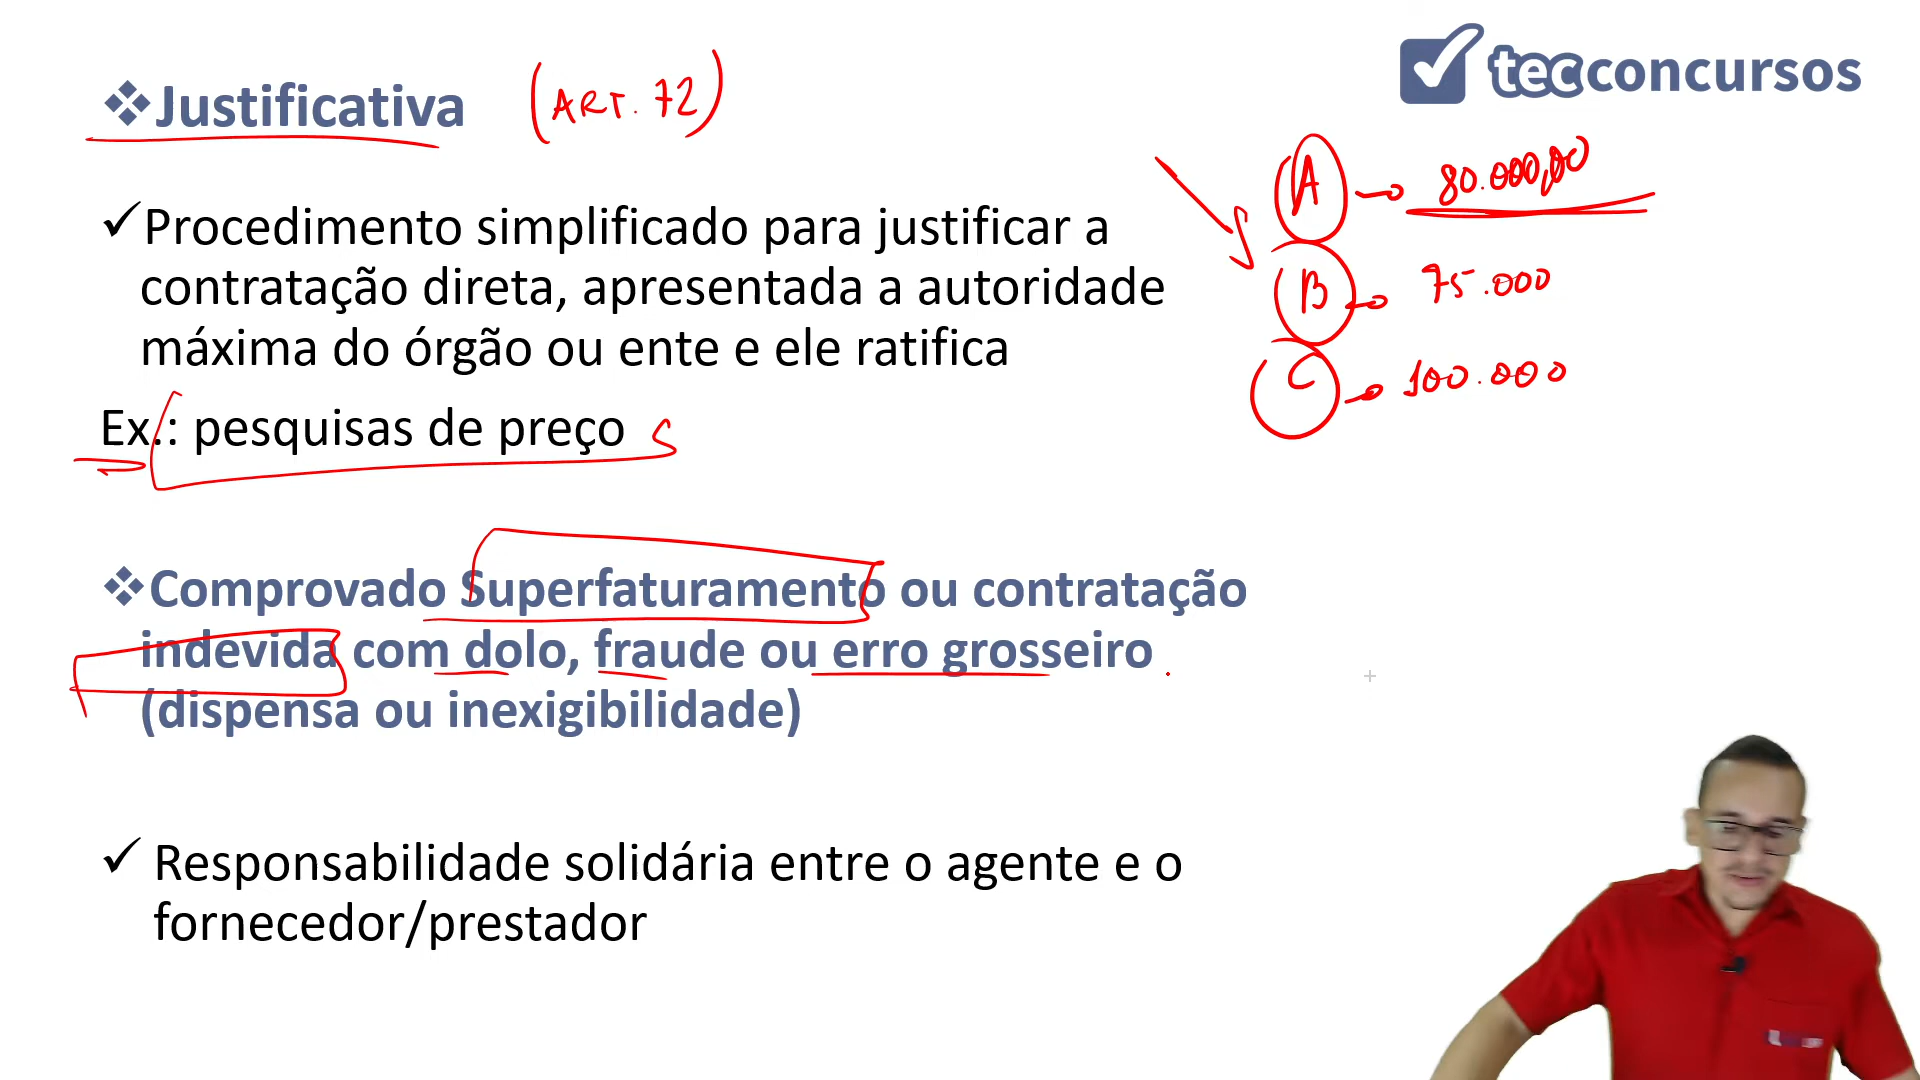 tecconcursos
❖Justificativa (ART. 72)
✓Procedimento simplificado para justificar a
contratação direta, apresentada a autoridade
máxima do órgão ou ente e ele ratifica
Ex.: pesquisas de preço s
A 80.000,00
B 75.000
C 100.000
❖Comprovado Superfaturamento ou contratação
indevida com dolo, fraude ou erro grosseiro
(dispensa ou inexigibilidade)
✓ Responsabilidade solidária entre o agente e o
fornecedor/prestador